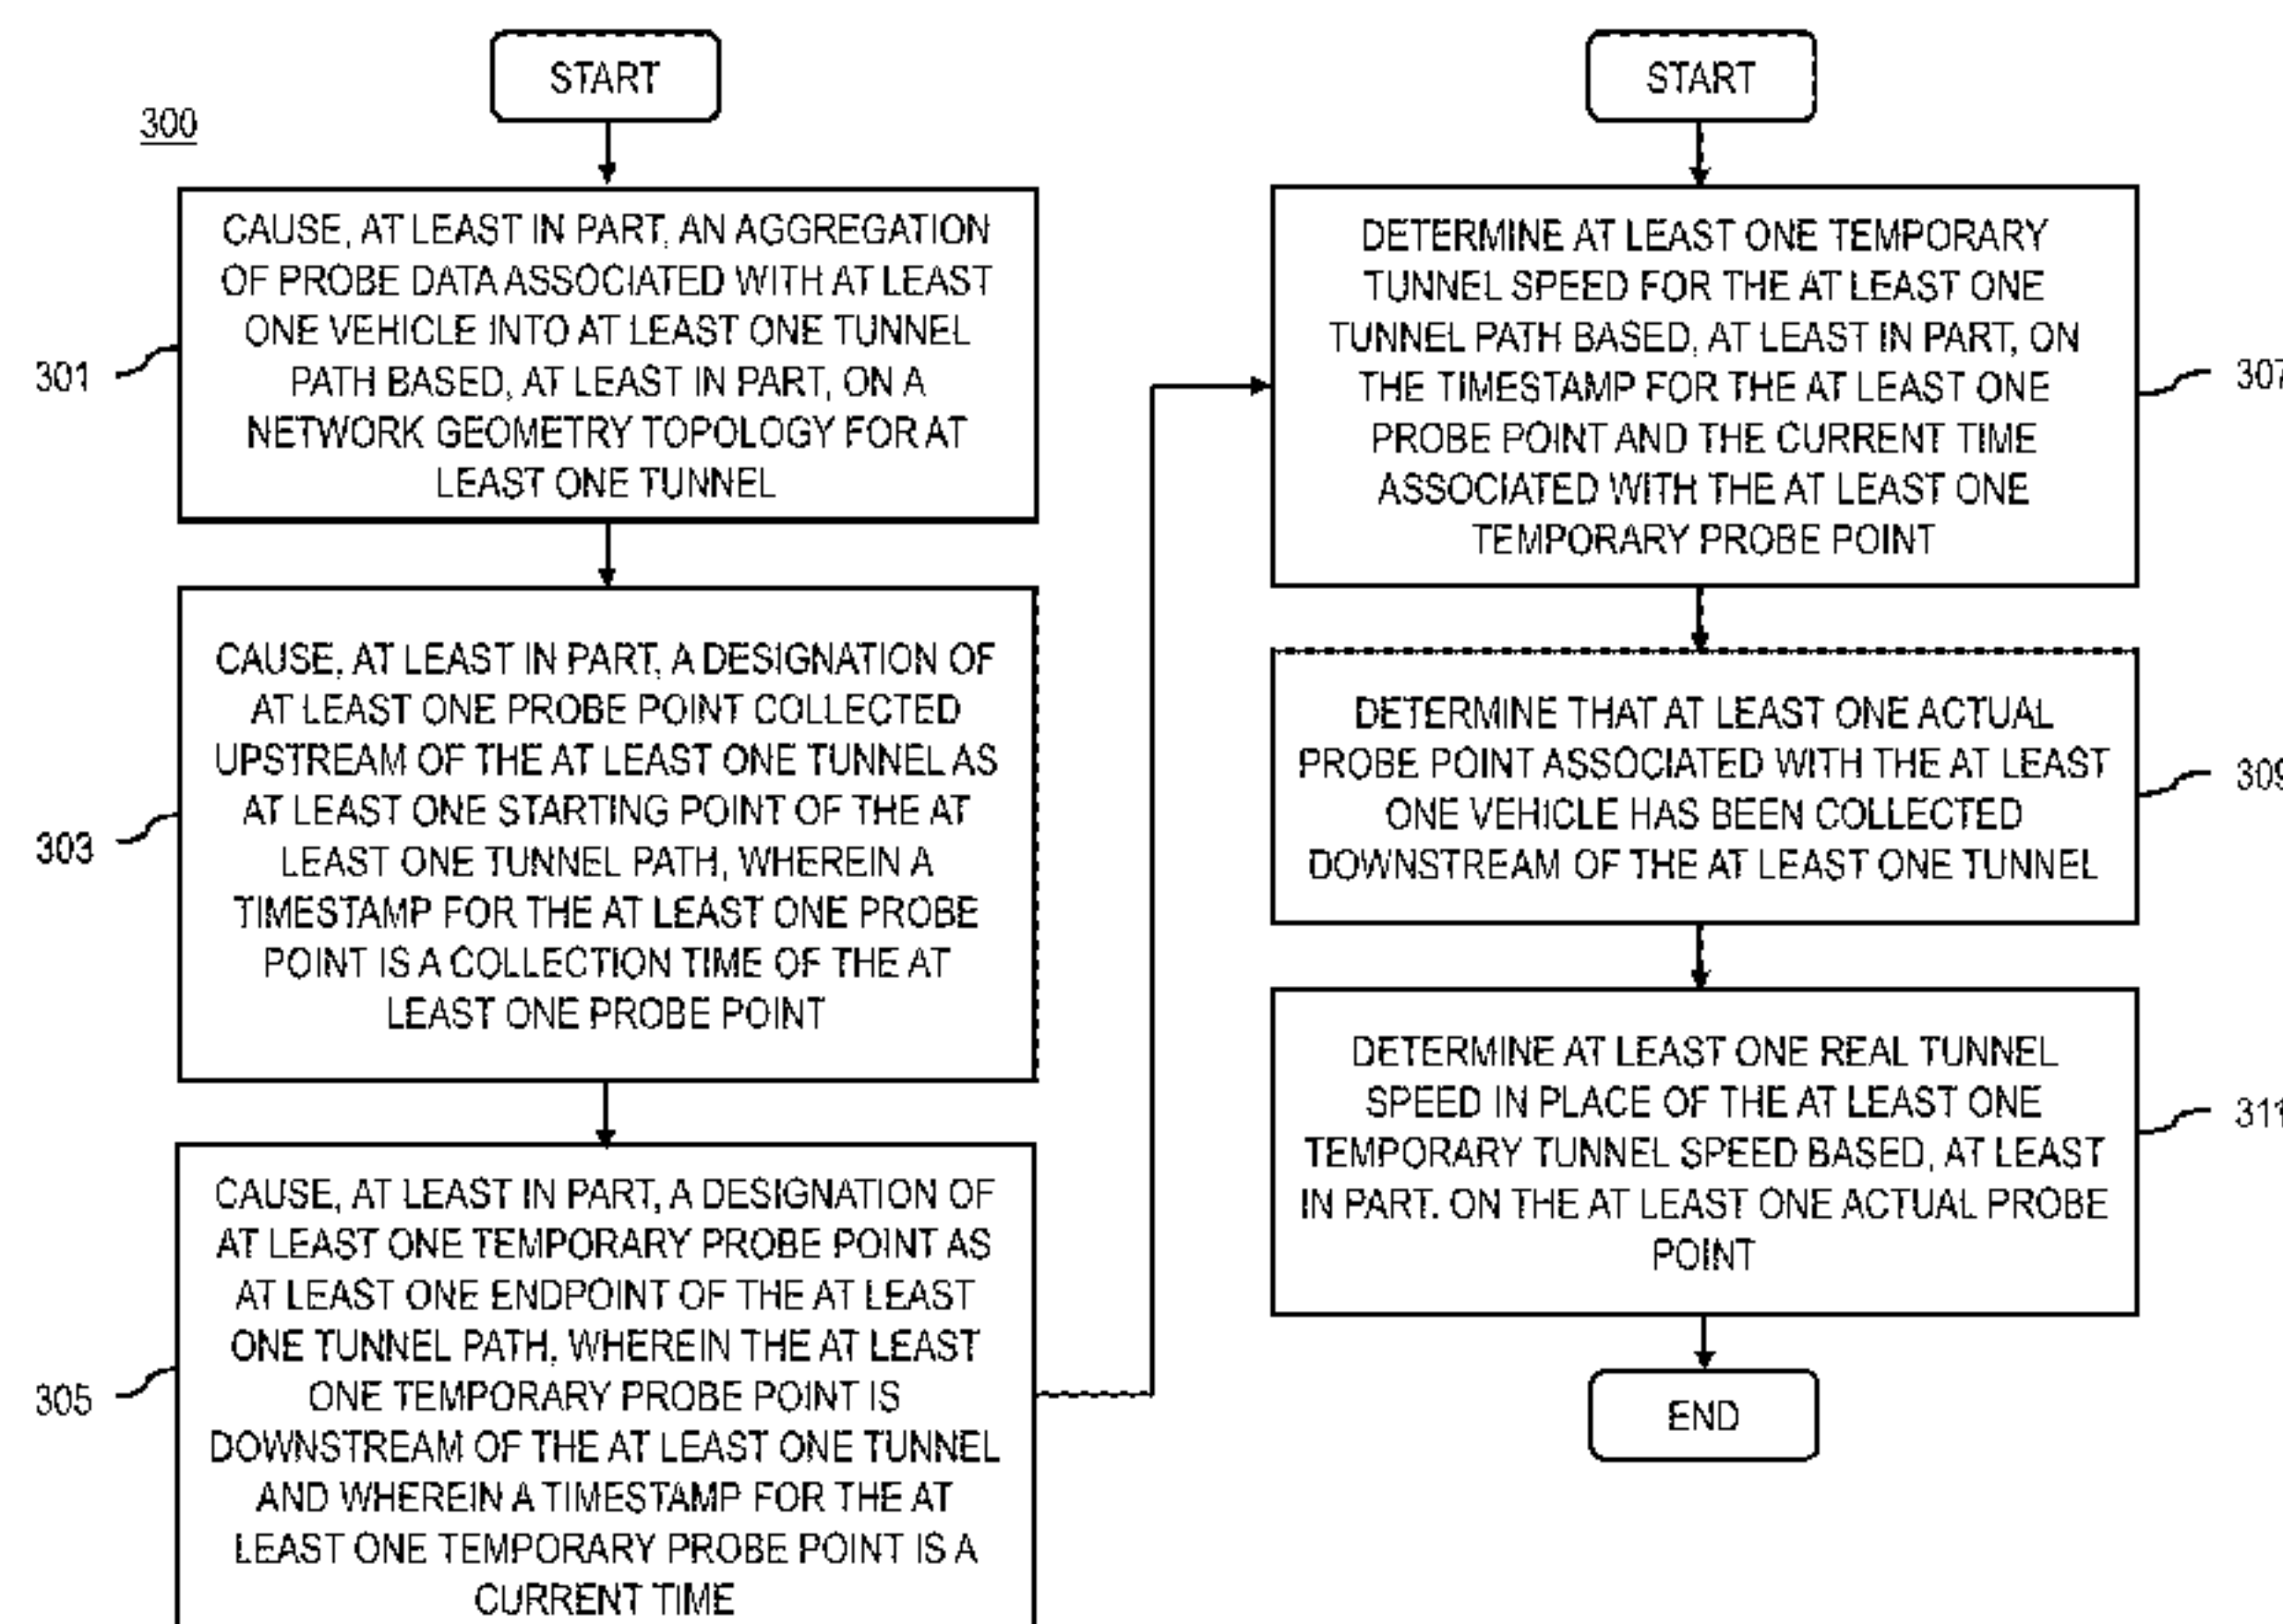 300
START
CAUSE, AT LEAST IN PART, AN AGGREGATION
OF PROBE DATA ASSOCIATED WITH AT LEAST
ONE VEHICLE INTO AT LEAST ONE TUNNEL
PATH BASED, AT LEAST IN PART, ON A
NETWORK GEOMETRY TOPOLOGY FOR AT
LEAST ONE TUNNEL
301
CAUSE, AT LEAST IN PART, A DESIGNATION OF
AT LEAST ONE PROBE POINT COLLECTED
UPSTREAM OF THE AT LEAST ONE TUNNEL AS
AT LEAST ONE STARTING POINT OF THE AT
LEAST ONE TUNNEL PATH, WHEREIN A
TIMESTAMP FOR THE AT LEAST ONE PROBE
POINT IS A COLLECTION TIME OF THE AT
LEAST ONE PROBE POINT
303
CAUSE, AT LEAST IN PART, A DESIGNATION OF
AT LEAST ONE TEMPORARY PROBE POINT AS
AT LEAST ONE ENDPOINT OF THE AT LEAST
ONE TUNNEL PATH, WHEREIN THE AT LEAST
ONE TEMPORARY PROBE POINT IS
DOWNSTREAM OF THE AT LEAST ONE TUNNEL
AND WHEREIN A TIMESTAMP FOR THE AT
LEAST ONE TEMPORARY PROBE POINT IS A
CURRENT TIME
305
START
DETERMINE AT LEAST ONE TEMPORARY
TUNNEL SPEED FOR THE AT LEAST ONE
TUNNEL PATH BASED, AT LEAST IN PART, ON
THE TIMESTAMP FOR THE AT LEAST ONE
PROBE POINT AND THE CURRENT TIME
ASSOCIATED WITH THE AT LEAST ONE
TEMPORARY PROBE POINT
307
DETERMINE THAT AT LEAST ONE ACTUAL
PROBE POINT ASSOCIATED WITH THE AT LEAST
ONE VEHICLE HAS BEEN COLLECTED
DOWNSTREAM OF THE AT LEAST ONE TUNNEL
309
DETERMINE AT LEAST ONE REAL TUNNEL
SPEED IN PLACE OF THE AT LEAST ONE
TEMPORARY TUNNEL SPEED BASED, AT LEAST
IN PART. ON THE AT LEAST ONE ACTUAL PROBE
POINT
311
END